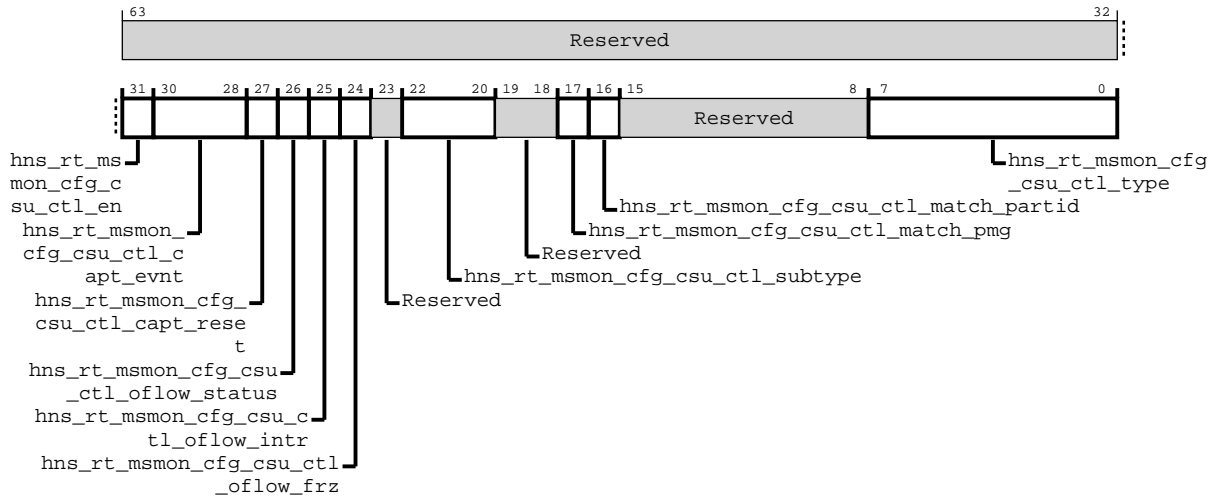 63 32
Reserved
31 30 28 27 26 25 24 23 22 20 19 18 17 16 15 8 7 0
Reserved
hns_rt_ms
mon_cfg_c
su_ctl_en
hns_rt_msmon_cfg
_csu_ctl_type
hns_rt_msmon_cfg_csu_ctl_match_partid
hns_rt_msmon_
cfg_csu_ctl_c
apt_evnt
hns_rt_msmon_cfg_csu_ctl_match_pmg
Reserved
hns_rt_msmon_cfg_csu_ctl_subtype
hns_rt_msmon_cfg_
csu_ctl_capt_rese
t
Reserved
hns_rt_msmon_cfg_csu
_ctl_oflow_status
hns_rt_msmon_cfg_csu_c
tl_oflow_intr
hns_rt_msmon_cfg_csu_ctl
_oflow_frz